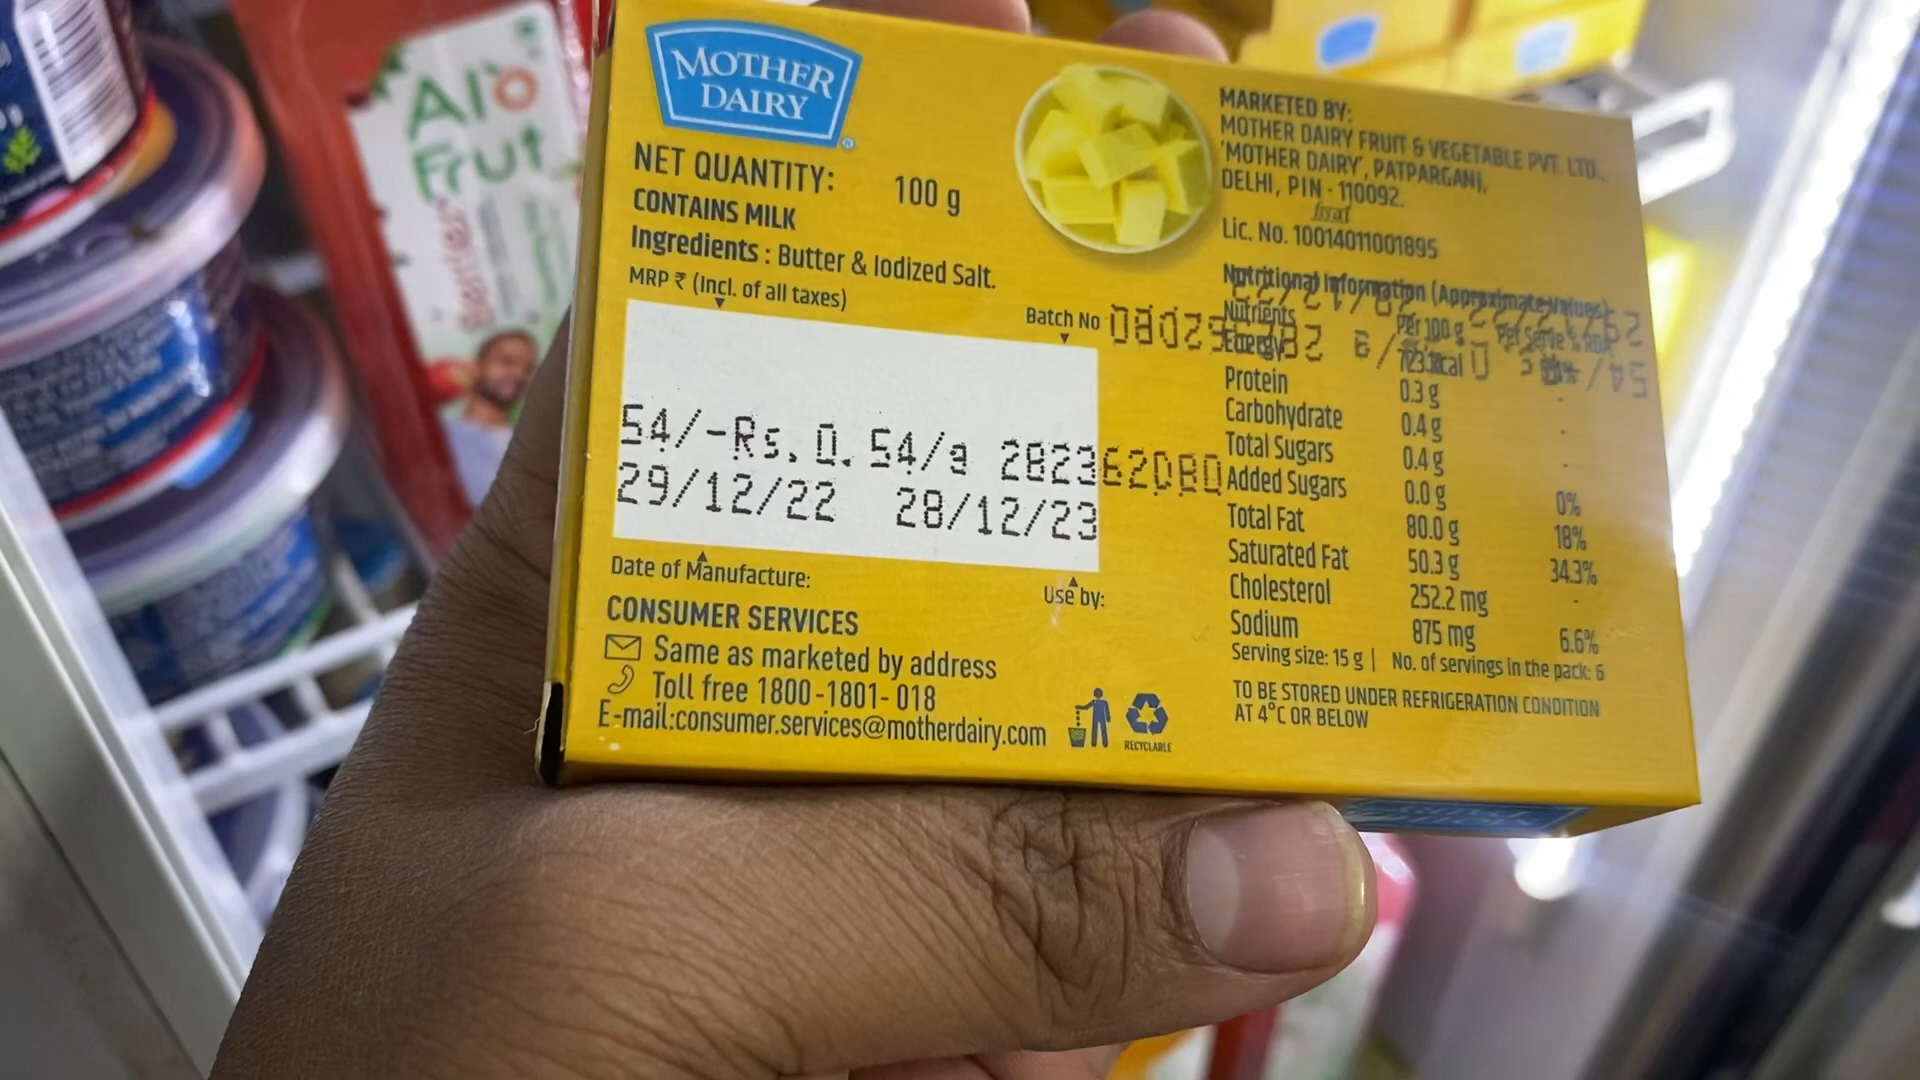 Alo
Frut
MOTHER
DAIRY
NET QUANTITY: 100 g
CONTAINS MILK
Ingredients : Butter & Iodized Salt.
MRP ₹ (Incl. of all taxes)
Batch No
54/-Rs. 0. 54/g 282362080
29/12/22 28/12/23
Date of Manufacture:
Use by:
CONSUMER SERVICES
Same as marketed by address
Toll free 1800-1801-018
E-mail:consumer.services@motherdairy.com
RECYCLABLE
MARKETED BY:
MOTHER DAIRY FRUIT & VEGETABLE PVT. LTD.,
'MOTHER DAIRY', PATPARGANJ,
DELHI, PIN - 110092.
fssai
Lic. No. 10014011001895
Nutritional Information (Approximate values)
Nutrients Per 100 g Per Serve % RDA
Energy 723 kcal
Protein 0.3 g -
Carbohydrate 0.4 g -
Total Sugars 0.4 g -
Added Sugars 0.0 g 0%
Total Fat 80.0 g 18%
Saturated Fat 50.3 g 34.3%
Cholesterol 252.2 mg -
Sodium 875 mg 6.6%
Serving size: 15 g | No. of servings in the pack: 6
TO BE STORED UNDER REFRIGERATION CONDITION
AT 4°C OR BELOW